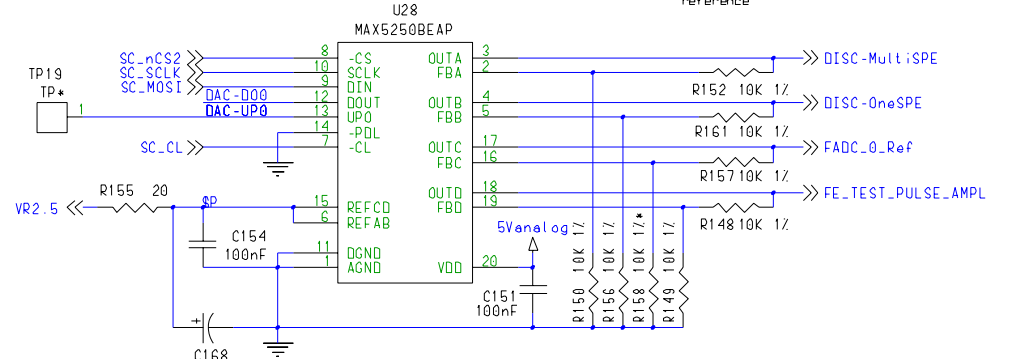 reference
U28
MAX5250BEAP
SC_nCS2 8 -CS OUTA 3 DISC-MultiSPE
SC_SCLK 10 SCLK FBA 2
SC_MOSI 9 DIN R152 10K 1%
TP19
TP*
1
DAC-DO0 12 DOUT OUTB 4 DISC-OneSPE
DAC-UP0 13 UPO FBB 5
14 -PDL R161 10K 1%
SC_CL 7 -CL OUTC 17 FADC_0_Ref
FBC 16
R157 10K 1%
R155 20
OUTD 18 FE_TEST_PULSE_AMPL
VR2.5 $P 15 REFCD FBD 19
6 REFAB R148 10K 1%
5Vanalog
C154
100nF
11 DGND
1 AGND VDD 20
C151
100nF
R150 10K 1%
R156 10K 1%
R158 10K 1%*
R149 10K 1%
+
C168